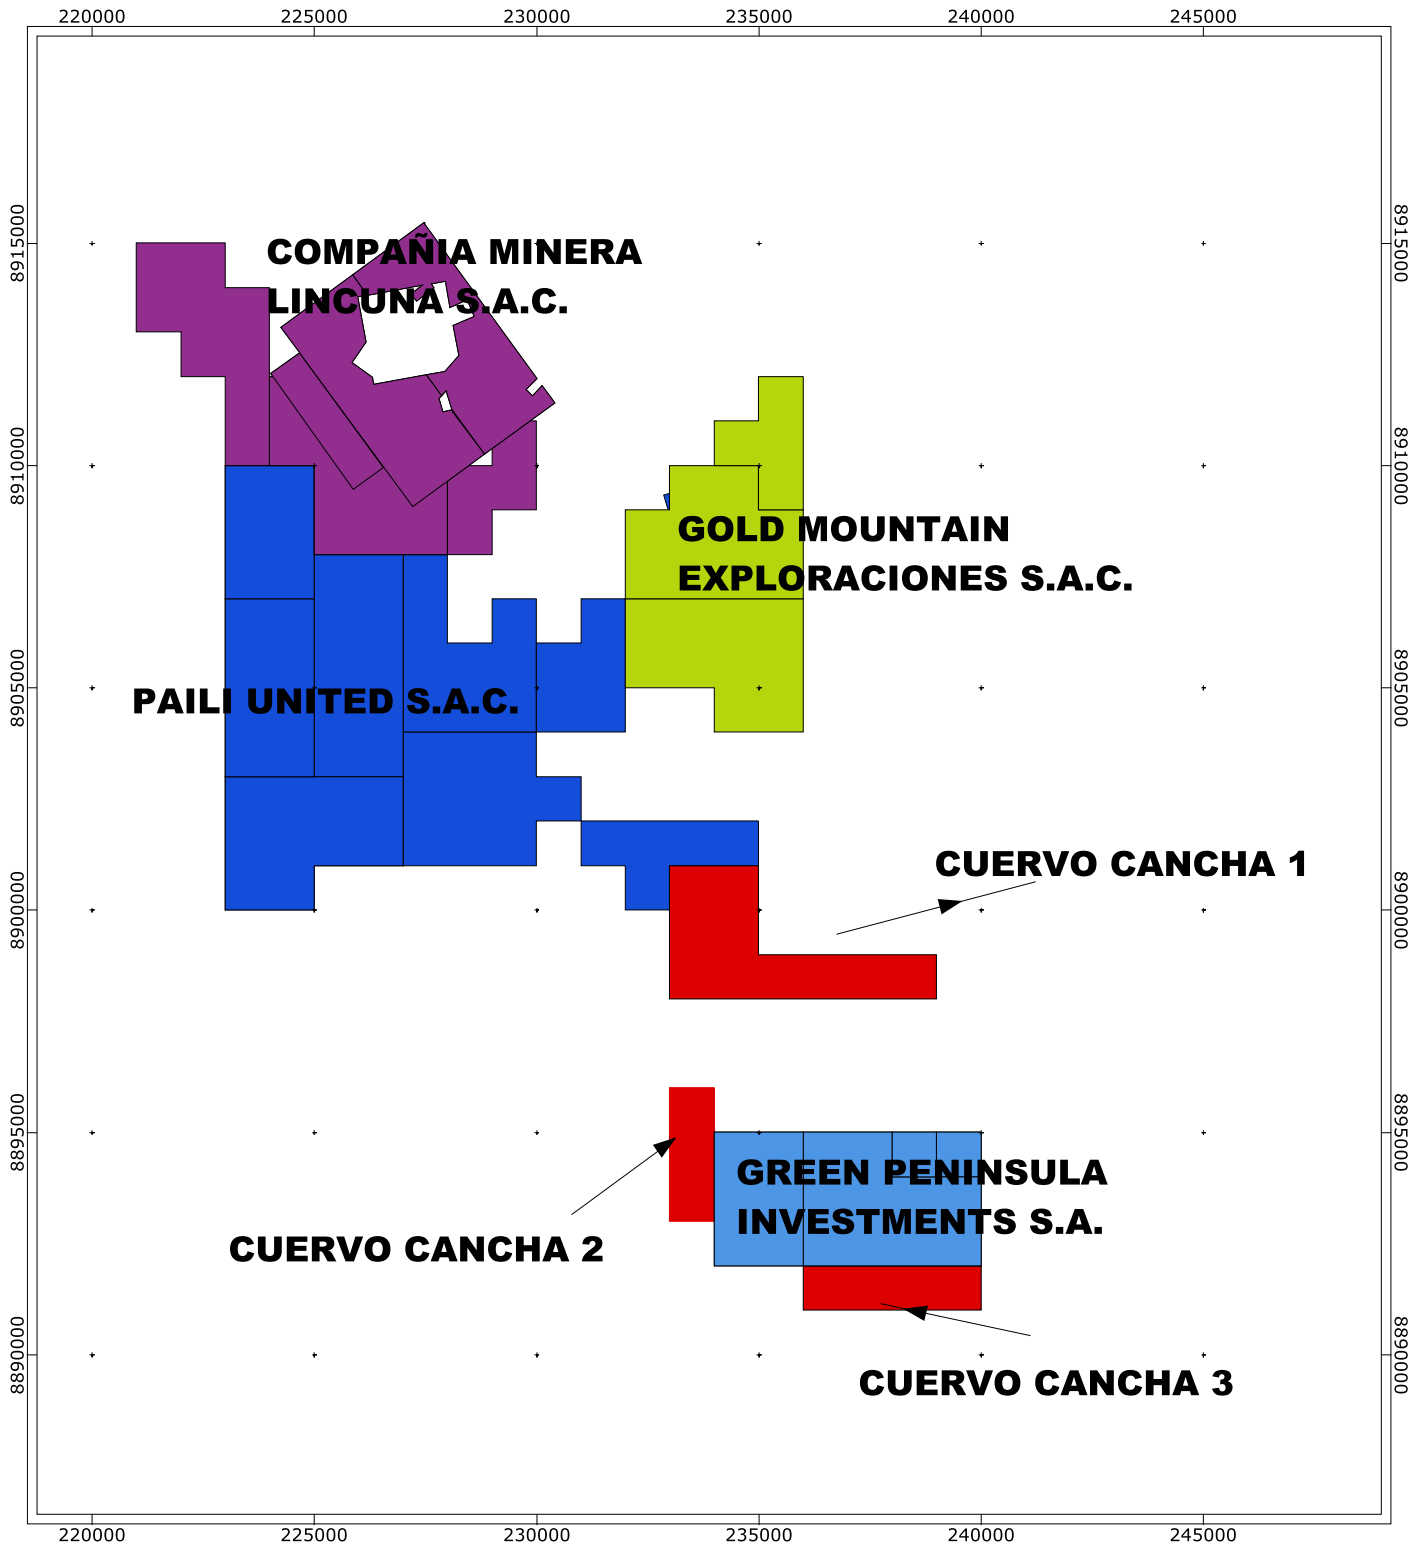 220000 225000 230000 235000 240000 245000
8915000 8915000
COMPAÑIA MINERA
LINCUNA S.A.C.
8910000 8910000
GOLD MOUNTAIN
EXPLORACIONES S.A.C.
8905000 8905000
PAILI UNITED S.A.C.
CUERVO CANCHA 1
8900000 8900000
8895000 8895000
GREEN PENINSULA
INVESTMENTS S.A.
CUERVO CANCHA 2
8890000 8890000
CUERVO CANCHA 3
220000 225000 230000 235000 240000 245000